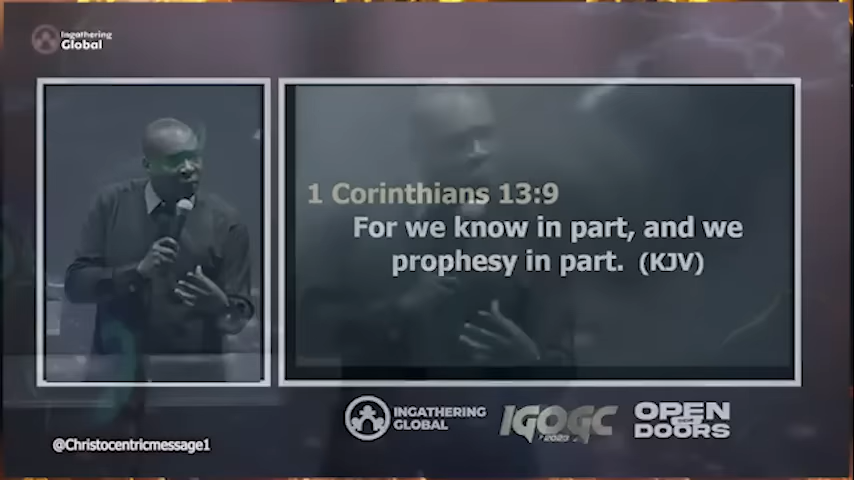 Ingathering
Global
1 Corinthians 13:9
For we know in part, and we
prophesy in part. (KJV)
INGATHERING
GLOBAL
IGOGC
2023
OPEN
DOORS
@Christocentricmessage1